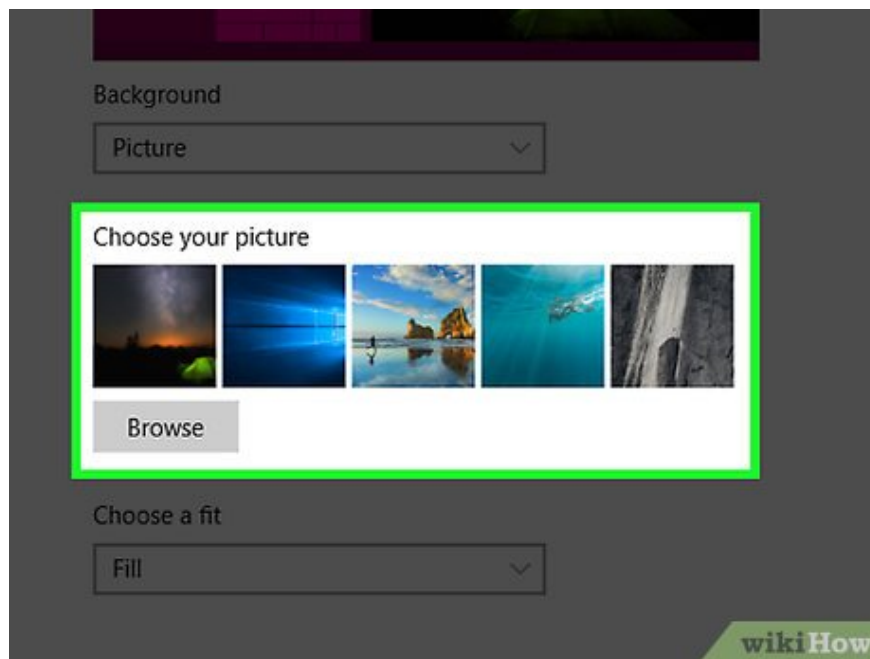 Background
Picture
Choose your picture
Browse
Choose a fit
Fill
wikiHow